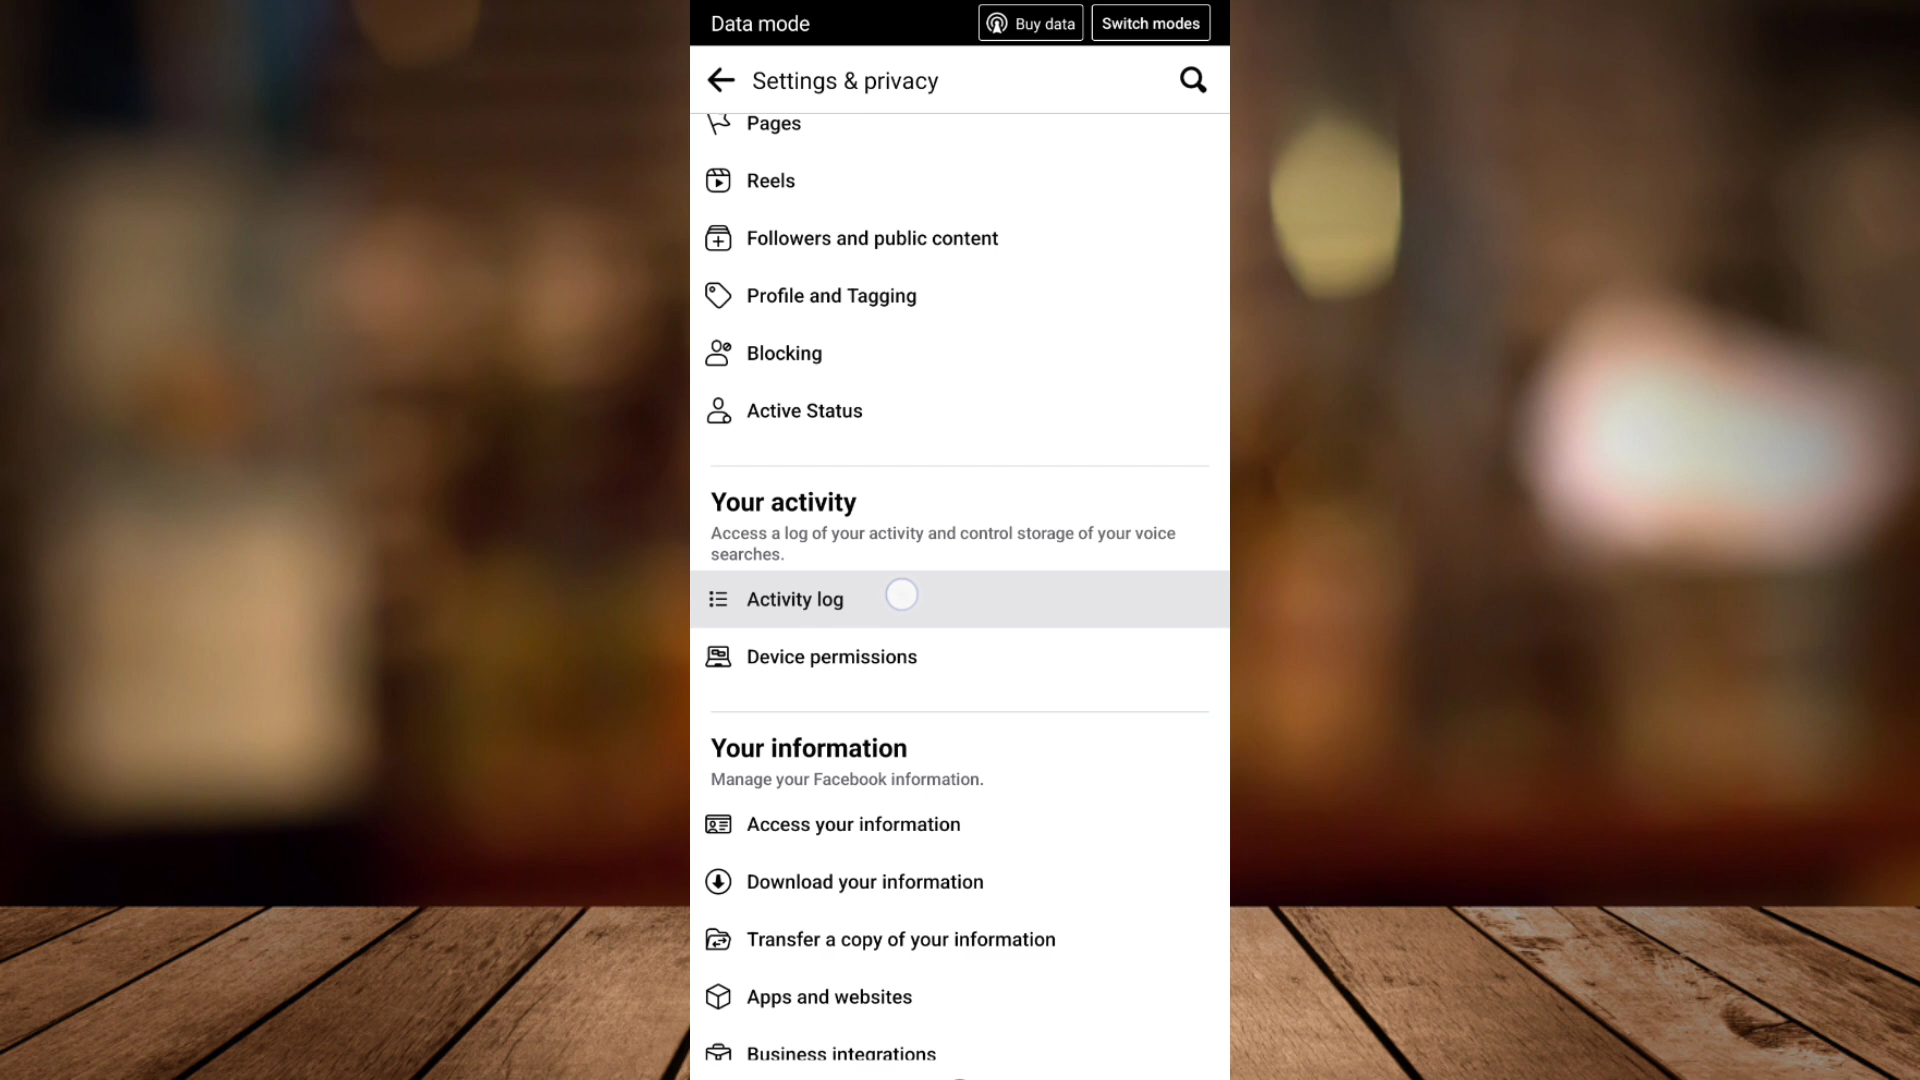 Data mode
Buy data
Switch modes
Settings & privacy
Pages
Reels
Followers and public content
Profile and Tagging
Blocking
Active Status
Your activity
Access a log of your activity and control storage of your voice
searches.
Activity log
Device permissions
Your information
Manage your Facebook information.
Access your information
Download your information
Transfer a copy of your information
Apps and websites
Business integrations